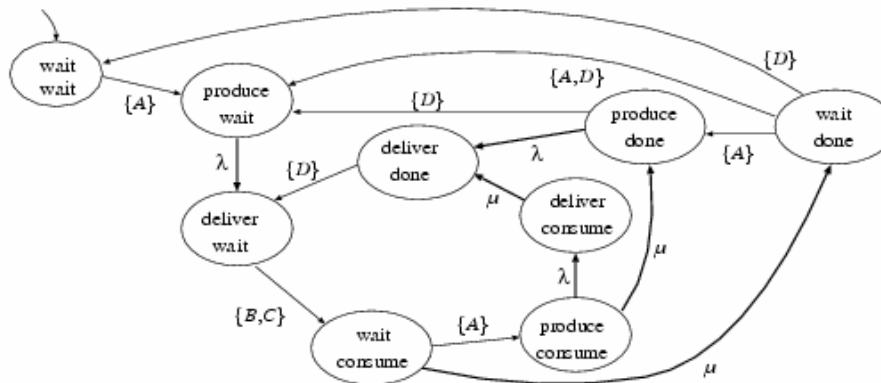 {D}
wait
wait
{A,D}
{A}
produce
wait
{D}
produce
done
wait
done
{A}
λ
deliver
done
λ
{D}
μ
deliver
consume
deliver
wait
μ
λ
{B,C}
wait
consume
{A}
produce
consume
μ